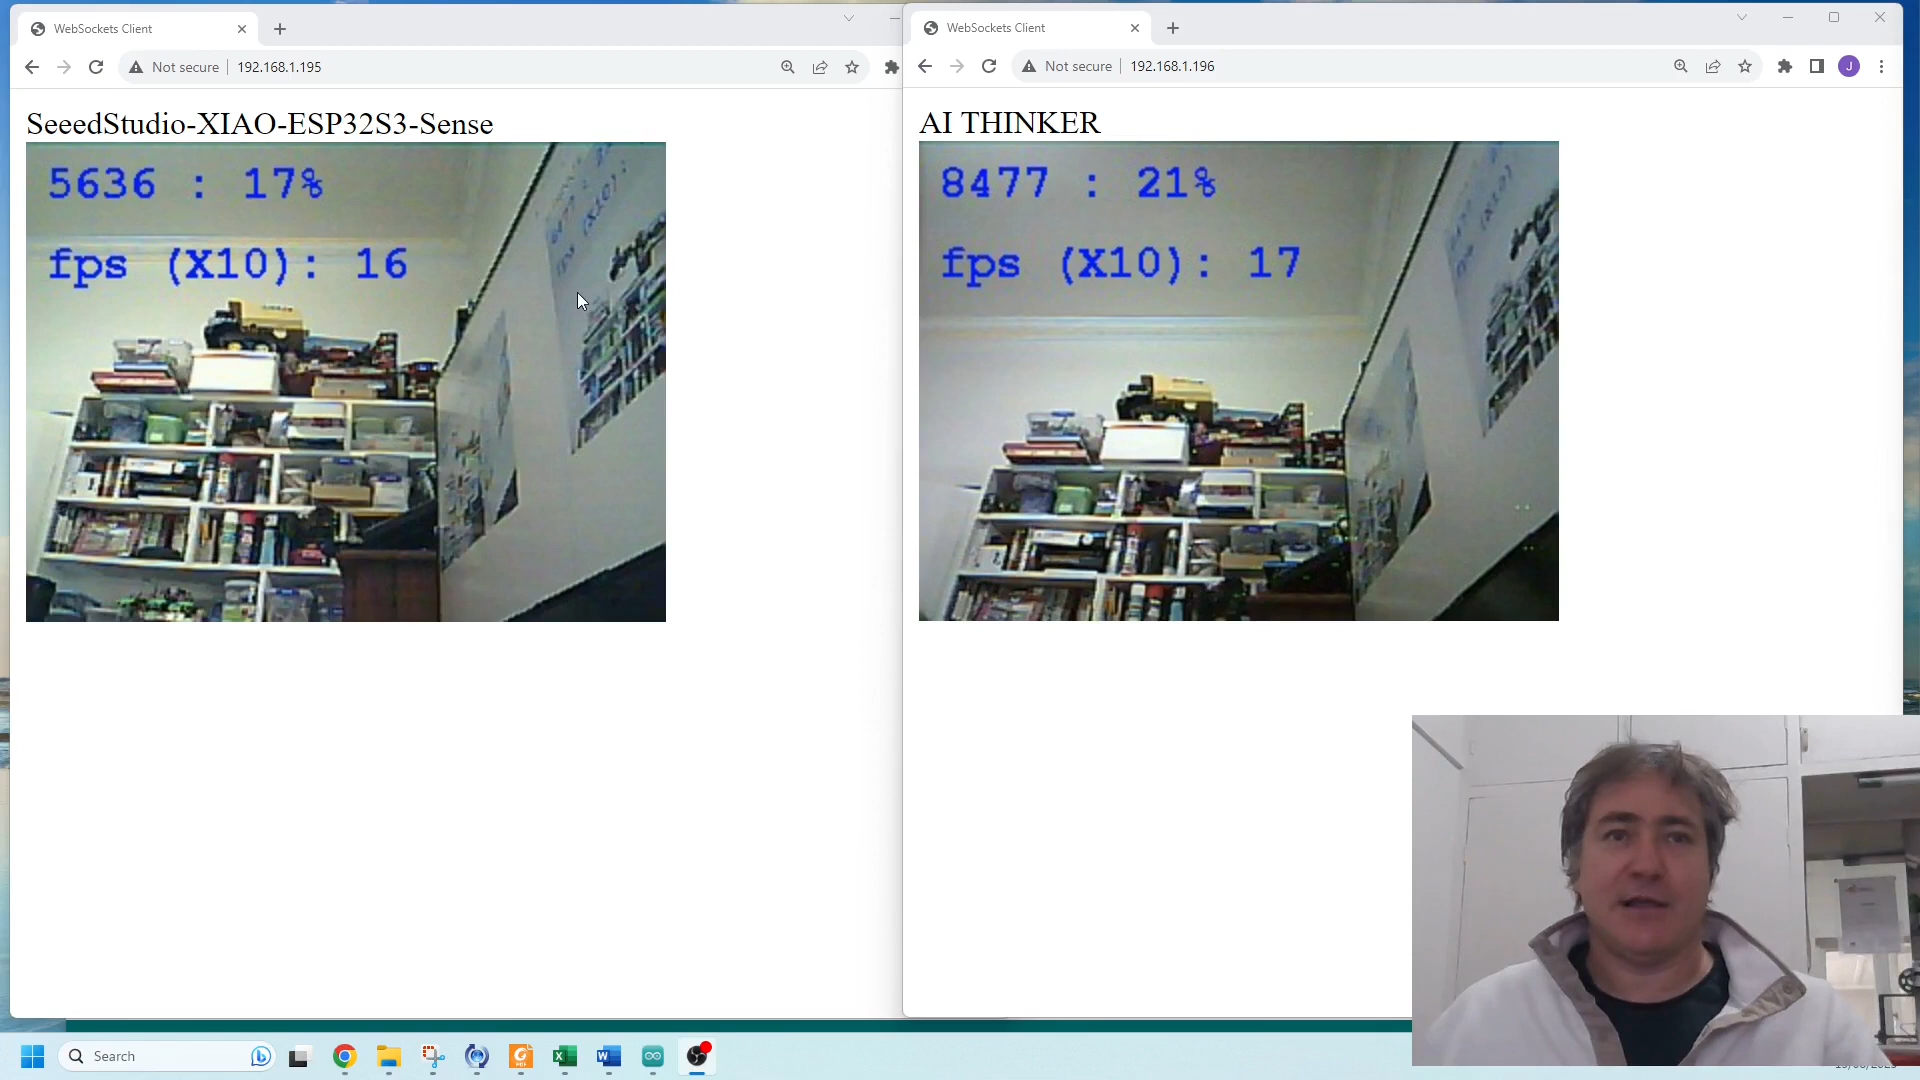 WebSockets Client
Not secure
192.168.1.195
SeeedStudio-XIAO-ESP32S3-Sense
5636 : 17%
fps (X10): 16
WebSockets Client
Not secure
192.168.1.196
J
AI THINKER
8477 : 21%
fps (X10): 17
Search